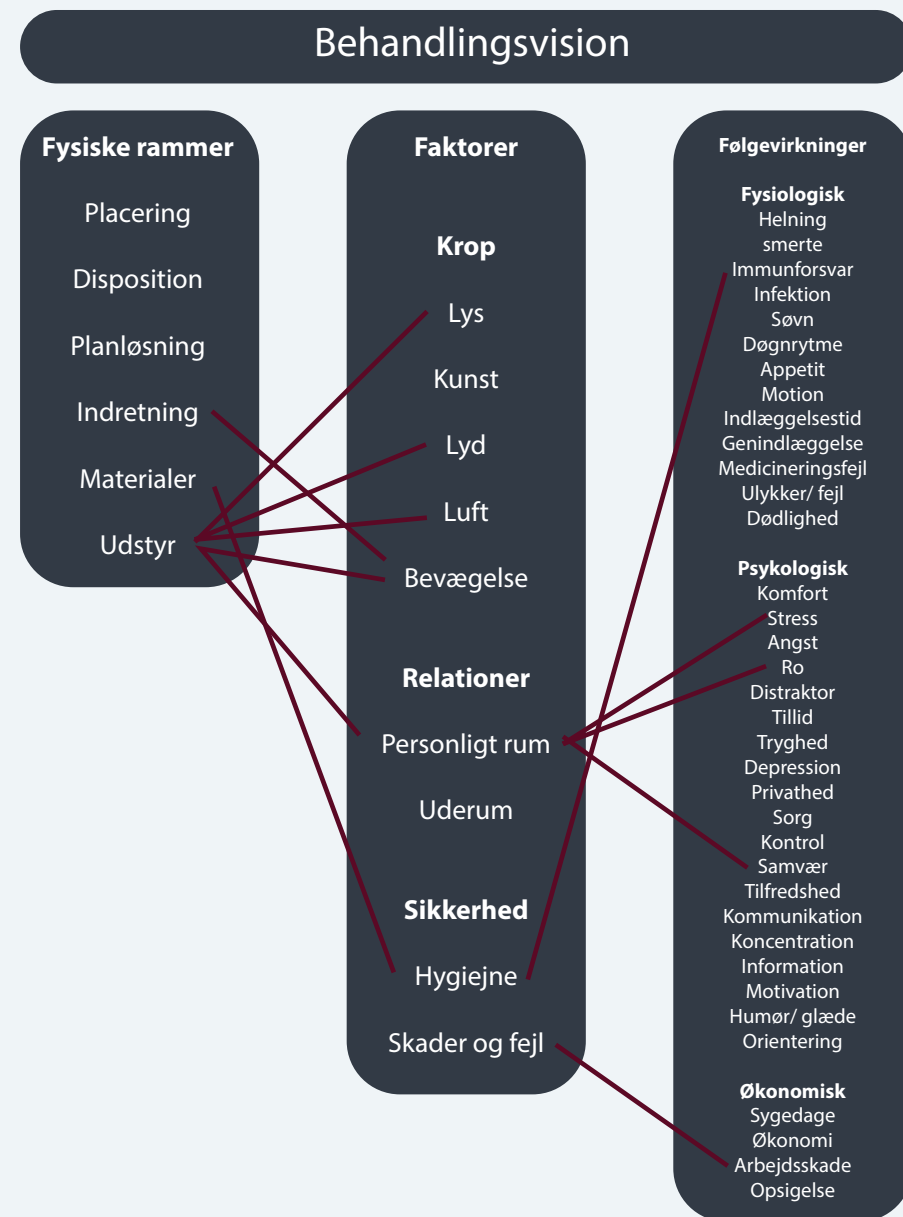 Behandlingsvision
Fysiske rammer
Placering
Disposition
Planløsning
Indretning
Materialer
Udstyr
Faktorer
Krop
Lys
Kunst
Lyd
Luft
Bevægelse
Relationer
Personligt rum
Uderum
Sikkerhed
Hygiejne
Skader og fejl
Følgevirkninger
Fysiologisk
Helning
smerte
Immunforsvar
Infektion
Søvn
Døgnrytme
Appetit
Motion
Indlæggelsestid
Genindlæggelse
Medicineringsfejl
Ulykker/ fejl
Dødlighed
Psykologisk
Komfort
Stress
Angst
Ro
Distraktor
Tillid
Tryghed
Depression
Privathed
Sorg
Kontrol
Samvær
Tilfredshed
Kommunikation
Koncentration
Information
Motivation
Humør/ glæde
Orientering
Økonomisk
Sygedage
Økonomi
Arbejdsskade
Opsigelse